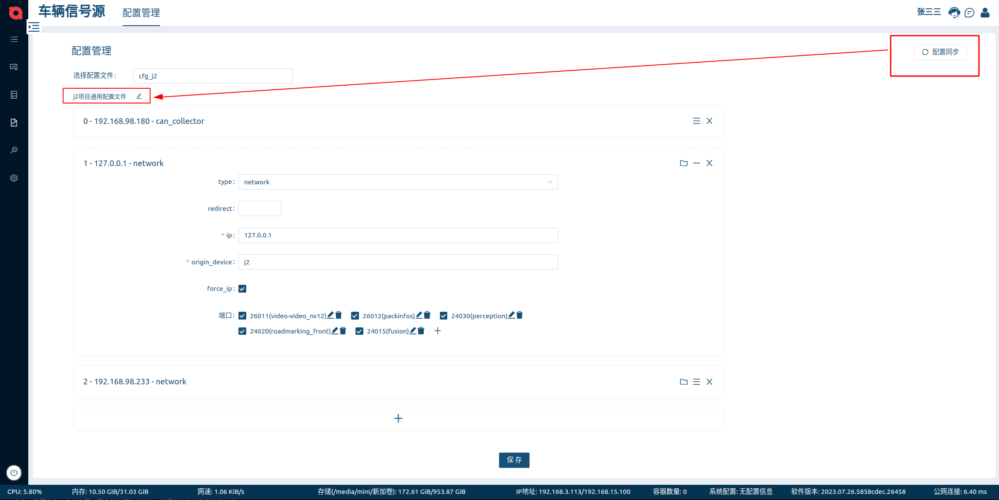 车辆信号源
配置管理
张三三
配置管理
配置同步
选择配置文件:
cfg_j2
j2项目通用配置文件
0 - 192.168.98.180 - can_collector
1 - 127.0.0.1 - network
type: network
redirect:
* ip: 127.0.0.1
* origin_device: j2
force_ip:
端口: 26011(video-video_nv12) 26012(packinfos) 24030(perception)
24020(roadmarking_front) 24015(fusion)
2 - 192.168.98.233 - network
保 存
CPU: 5.80% 内存: 10.50 GiB/31.03 GiB 网速: 1.06 KiB/s 存储(/media/mini/新加卷): 172.61 GiB/953.87 GiB IP地址: 192.168.3.113/192.168.15.100 容器数量: 0 系统配置: 无配置信息 软件版本: 2023.07.26.5858cdec.26458 公网连接: 6.40 ms